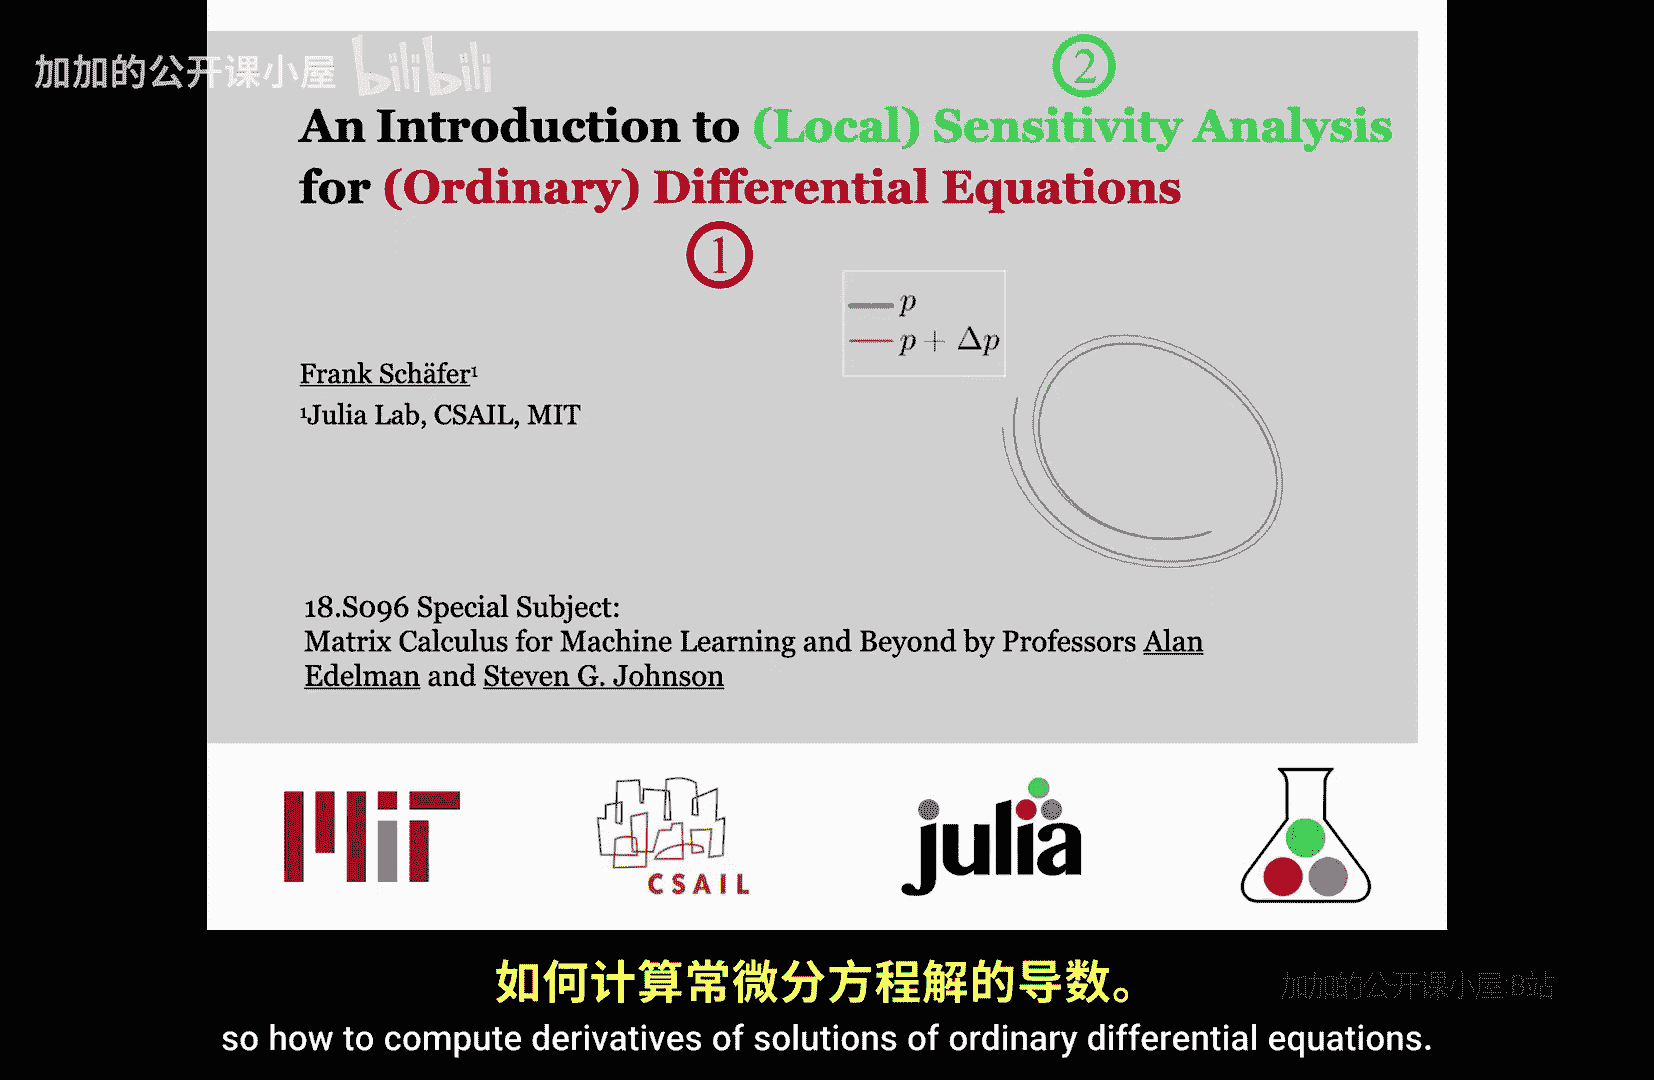 加加的公开课小屋 bilibili
②
An Introduction to (Local) Sensitivity Analysis
for (Ordinary) Differential Equations
①
p
p + Δp
Frank Schäfer¹
¹Julia Lab, CSAIL, MIT
18.S096 Special Subject:
Matrix Calculus for Machine Learning and Beyond by Professors Alan
Edelman and Steven G. Johnson
MIT
CSAIL
julia
如何计算常微分方程解的导数。
加加的公开课小屋:B站
so how to compute derivatives of solutions of ordinary differential equations.